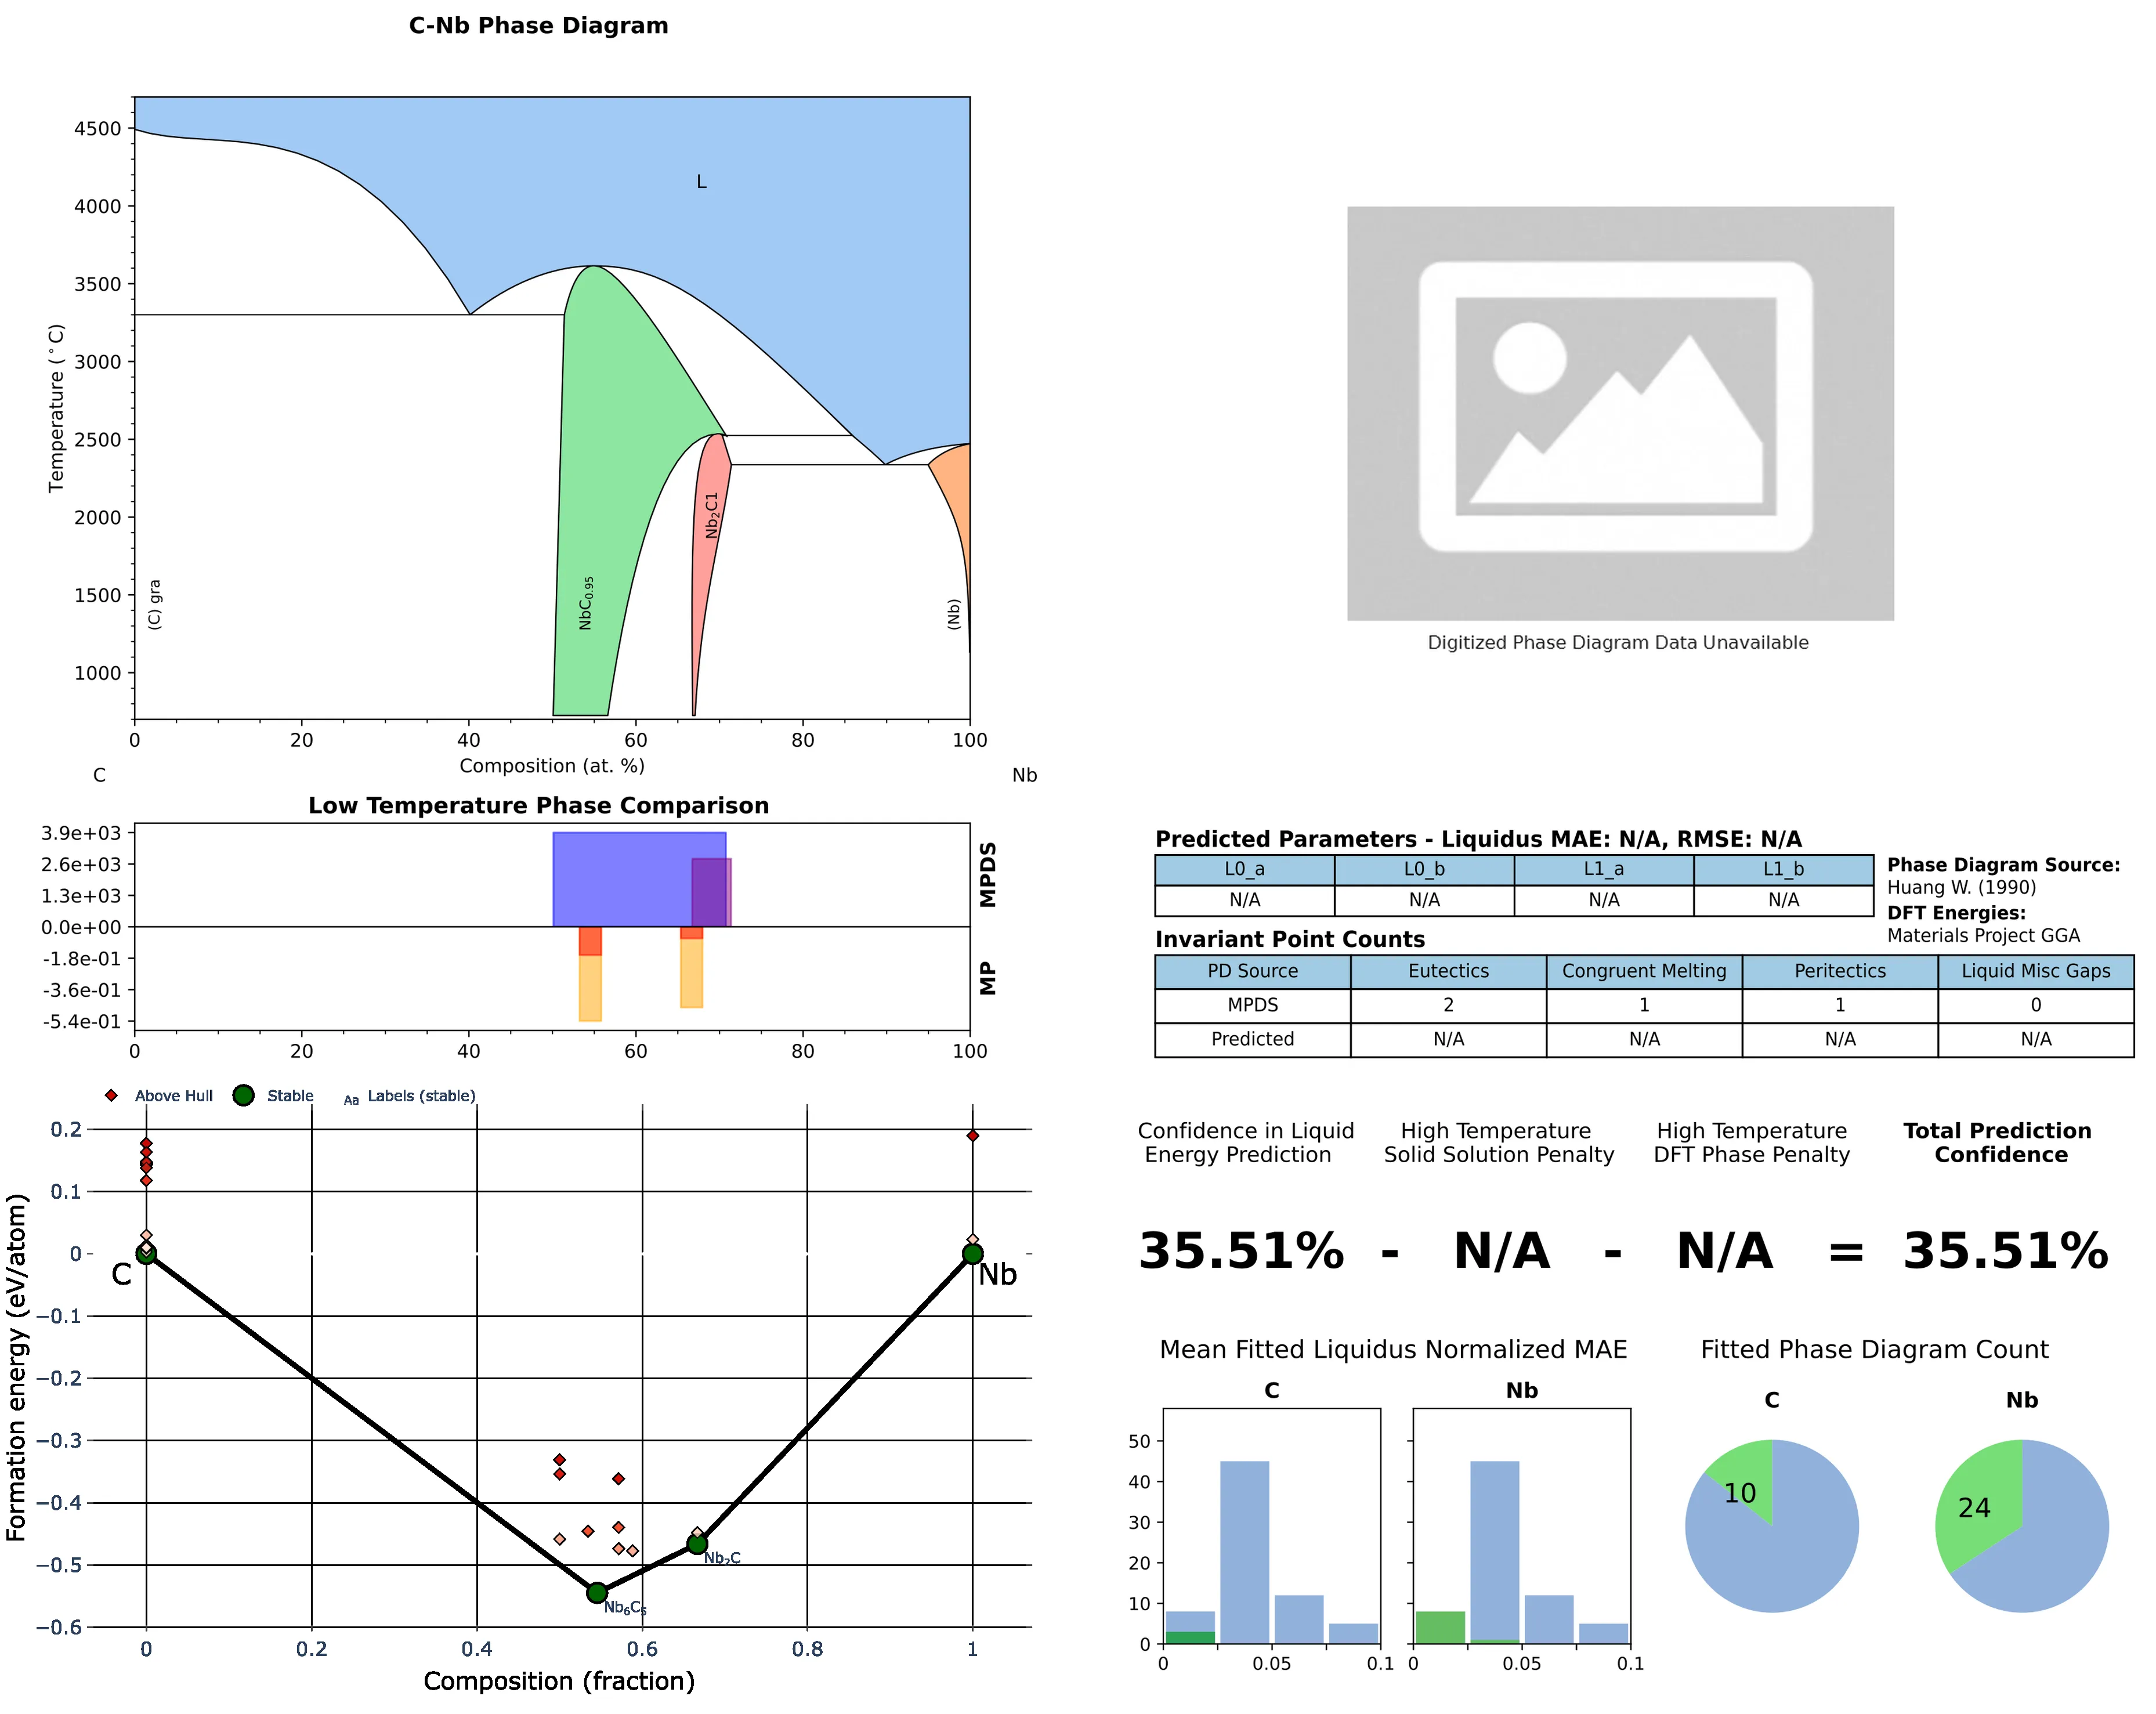 C-Nb Phase Diagram
4500
4000
3500
3000
2500
2000
1500
1000
Temperature (°C)
L
(C) gra
NbC₀.₉₅
Nb₂C1
(Nb)
0 20 40 60 80 100
Composition (at. %)
C Nb
Digitized Phase Diagram Data Unavailable
Low Temperature Phase Comparison
3.9e+03
2.6e+03
1.3e+03
0.0e+00
-1.8e-01
-3.6e-01
-5.4e-01
MPDS
MP
0 20 40 60 80 100
Predicted Parameters - Liquidus MAE: N/A, RMSE: N/A
L0_a L0_b L1_a L1_b
N/A N/A N/A N/A
Phase Diagram Source:
Huang W. (1990)
DFT Energies:
Materials Project GGA
Invariant Point Counts
PD Source Eutectics Congruent Melting Peritectics Liquid Misc Gaps
MPDS 2 1 1 0
Predicted N/A N/A N/A N/A
Above Hull Stable Aa Labels (stable)
0.2
0.1
0
−0.1
−0.2
−0.3
−0.4
−0.5
−0.6
Formation energy (eV/atom)
C
Nb
Nb₂C
Nb₆C₅
0 0.2 0.4 0.6 0.8 1
Composition (fraction)
Confidence in Liquid
Energy Prediction
High Temperature
Solid Solution Penalty
High Temperature
DFT Phase Penalty
Total Prediction
Confidence
35.51% - N/A - N/A = 35.51%
Mean Fitted Liquidus Normalized MAE
C
50
40
30
20
10
0
0 0.05 0.1
Nb
0 0.05 0.1
Fitted Phase Diagram Count
C
10
Nb
24